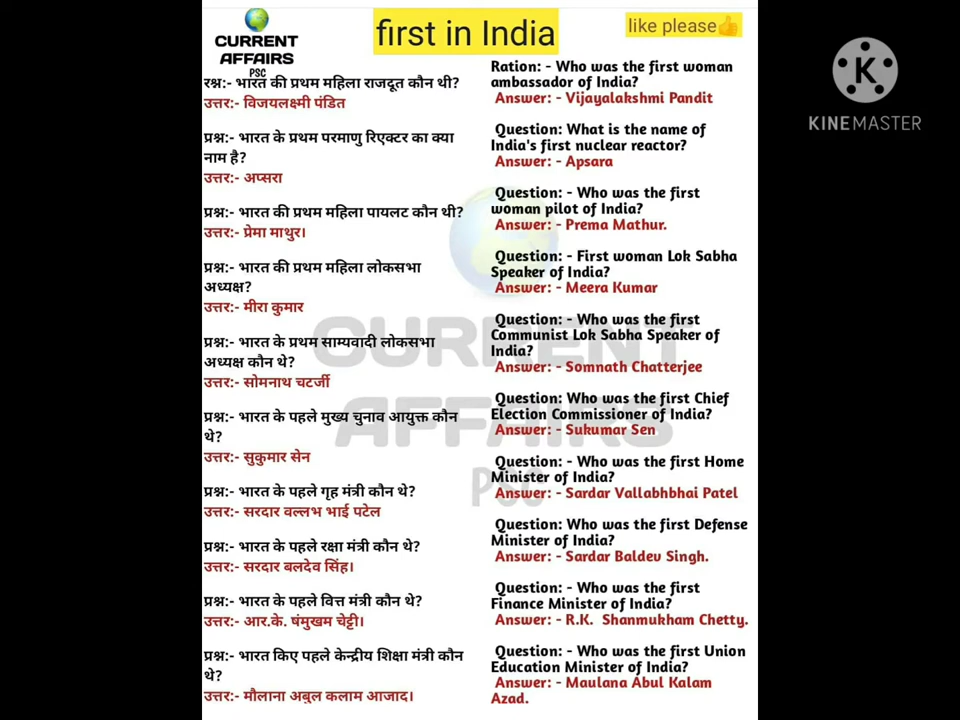 CURRENT
AFFAIRS
PSC
first in India
like please👍
K
KINEMASTER
रश्न:- भारत की प्रथम महिला राजदूत कौन थी?
उत्तर:- विजयलक्ष्मी पंडित
प्रश्न:- भारत के प्रथम परमाणु रिएक्टर का क्या
नाम है?
उत्तर:- अप्सरा
प्रश्न:- भारत की प्रथम महिला पायलट कौन थी?
उत्तर:- प्रेमा माथुर।
प्रश्न:- भारत की प्रथम महिला लोकसभा
अध्यक्ष?
उत्तर:- मीरा कुमार
प्रश्न:- भारत के प्रथम साम्यवादी लोकसभा
अध्यक्ष कौन थे?
उत्तर:- सोमनाथ चटर्जी
प्रश्न:- भारत के पहले मुख्य चुनाव आयुक्त कौन
थे?
उत्तर:- सुकुमार सेन
प्रश्न:- भारत के पहले गृह मंत्री कौन थे?
उत्तर:- सरदार वल्लभ भाई पटेल
प्रश्न:- भारत के पहले रक्षा मंत्री कौन थे?
उत्तर:- सरदार बलदेव सिंह।
प्रश्न:- भारत के पहले वित्त मंत्री कौन थे?
उत्तर:- आर.के. षंमुखम चेट्टी।
प्रश्न:- भारत किए पहले केन्द्रीय शिक्षा मंत्री कौन
थे?
उत्तर:- मौलाना अबुल कलाम आजाद।
Ration: - Who was the first woman
ambassador of India?
Answer: - Vijayalakshmi Pandit
Question: What is the name of
India's first nuclear reactor?
Answer: - Apsara
Question: - Who was the first
woman pilot of India?
Answer: - Prema Mathur.
Question: - First woman Lok Sabha
Speaker of India?
Answer: - Meera Kumar
Question: - Who was the first
Communist Lok Sabha Speaker of
India?
Answer: - Somnath Chatterjee
Question: Who was the first Chief
Election Commissioner of India?
Answer: - Sukumar Sen
Question: - Who was the first Home
Minister of India?
Answer: - Sardar Vallabhbhai Patel
Question: Who was the first Defense
Minister of India?
Answer: - Sardar Baldev Singh.
Question: - Who was the first
Finance Minister of India?
Answer: - R.K. Shanmukham Chetty.
Question: - Who was the first Union
Education Minister of India?
Answer: - Maulana Abul Kalam
Azad.
CURRENT
AFFAIRS
PSC